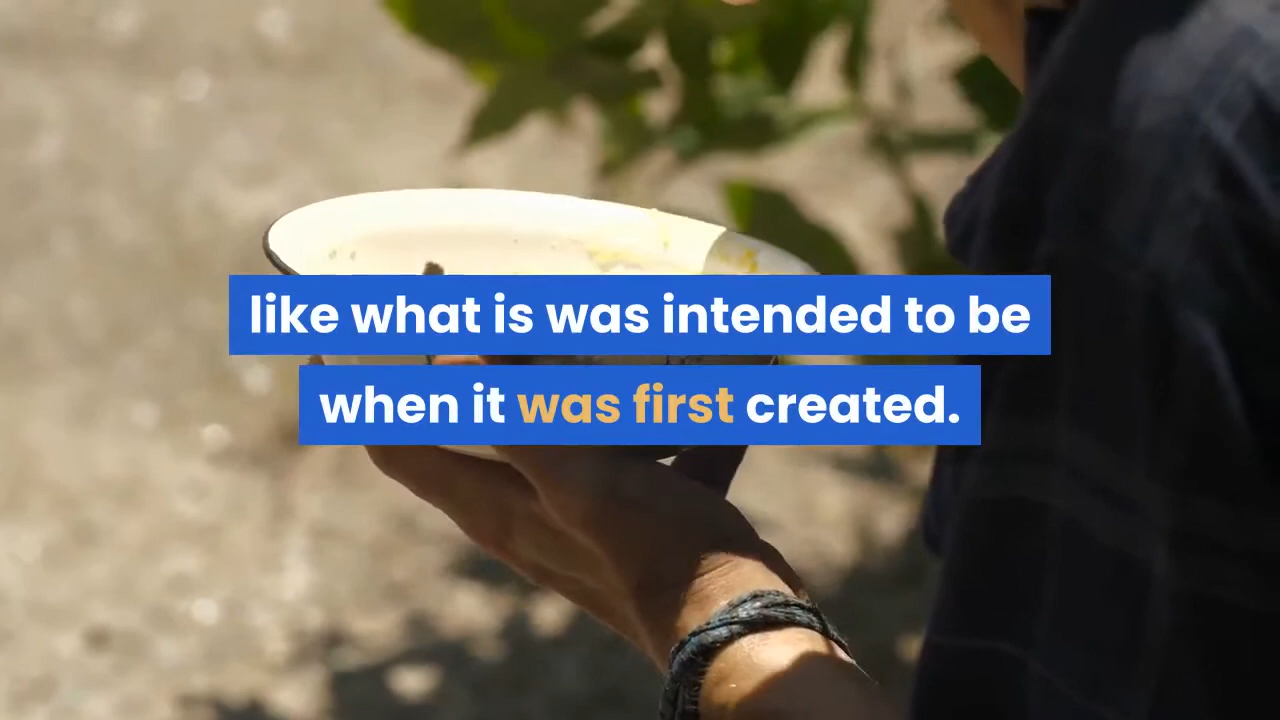 like what is was intended to be
when it was first created.